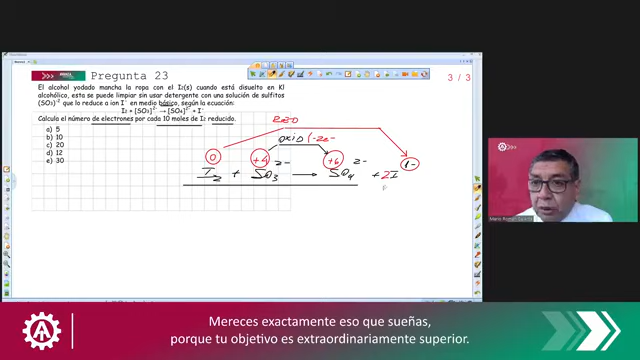 Pregunta 23
3 / 3
El alcohol yodado mancha la ropa con el I2(s) cuando está disuelto en KI
alcohólico, esta se puede limpiar sin usar detergente con una solución de sulfitos
(SO3)-2 que lo reduce a ion I- en medio básico, según la ecuación:
I2 + [SO3]2- → [SO4]2- + I-
Calcula el número de electrones por cada 10 moles de I2 reducido.
a) 5
b) 10
c) 20
d) 12
e) 30
RED
OXID (-2e-
0 +4 2- +6 2- 1-
I2 + SO3 → SO4 + 2I
Mereces exactamente eso que sueñas,
porque tu objetivo es extraordinariamente superior.